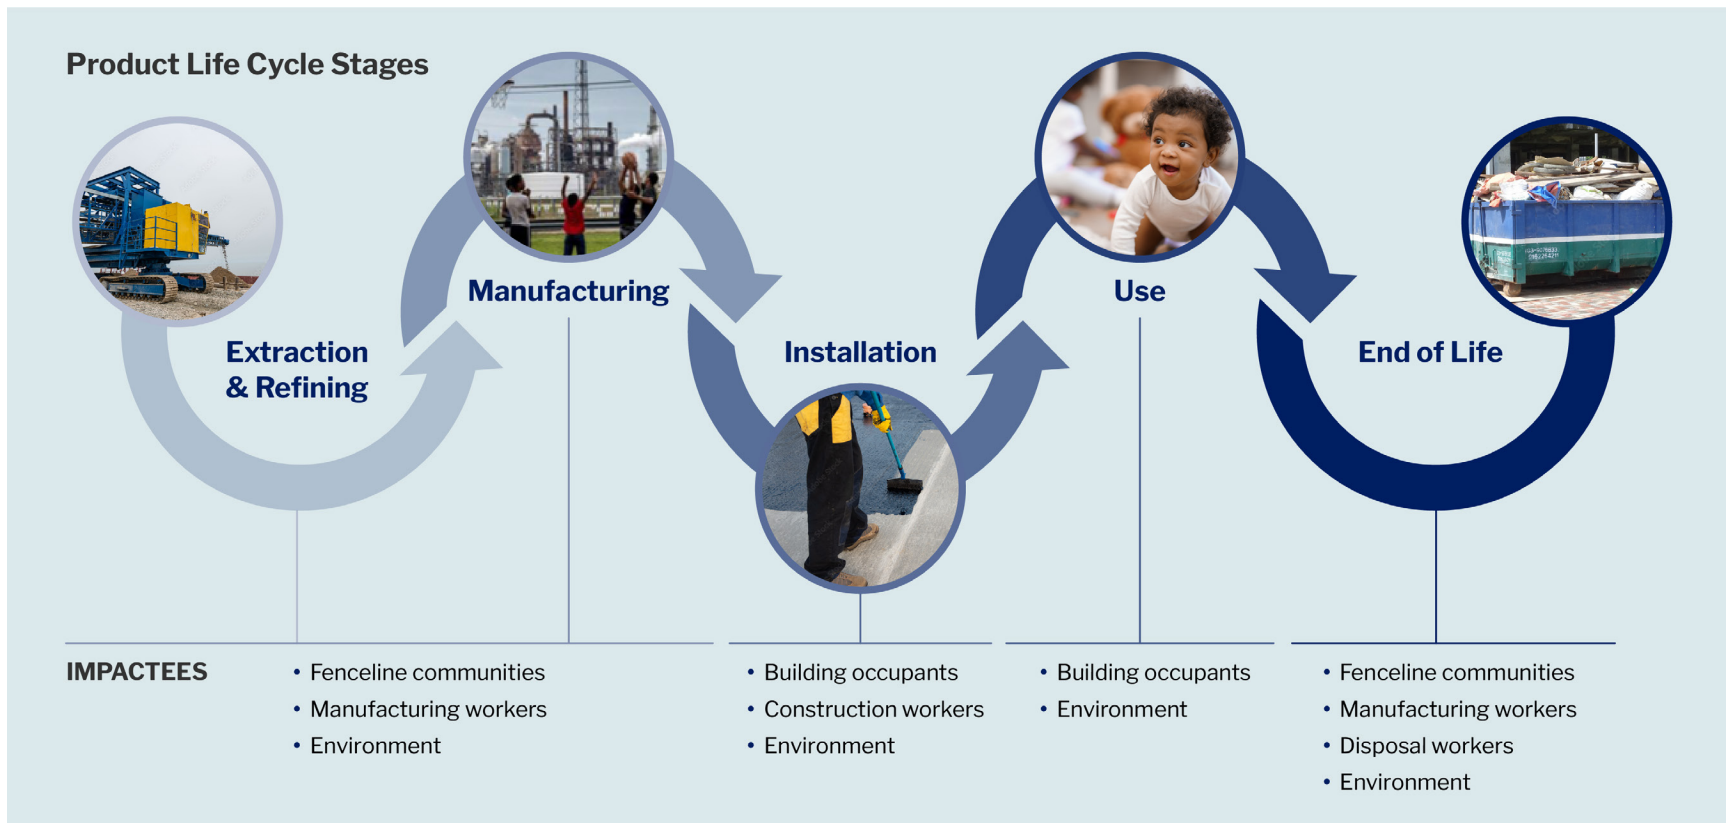 Product Life Cycle Stages
Extraction
& Refining
Manufacturing
Installation
Use
End of Life
IMPACTEES
• Fenceline communities
• Manufacturing workers
• Environment
• Building occupants
• Construction workers
• Environment
• Building occupants
• Environment
• Fenceline communities
• Manufacturing workers
• Disposal workers
• Environment